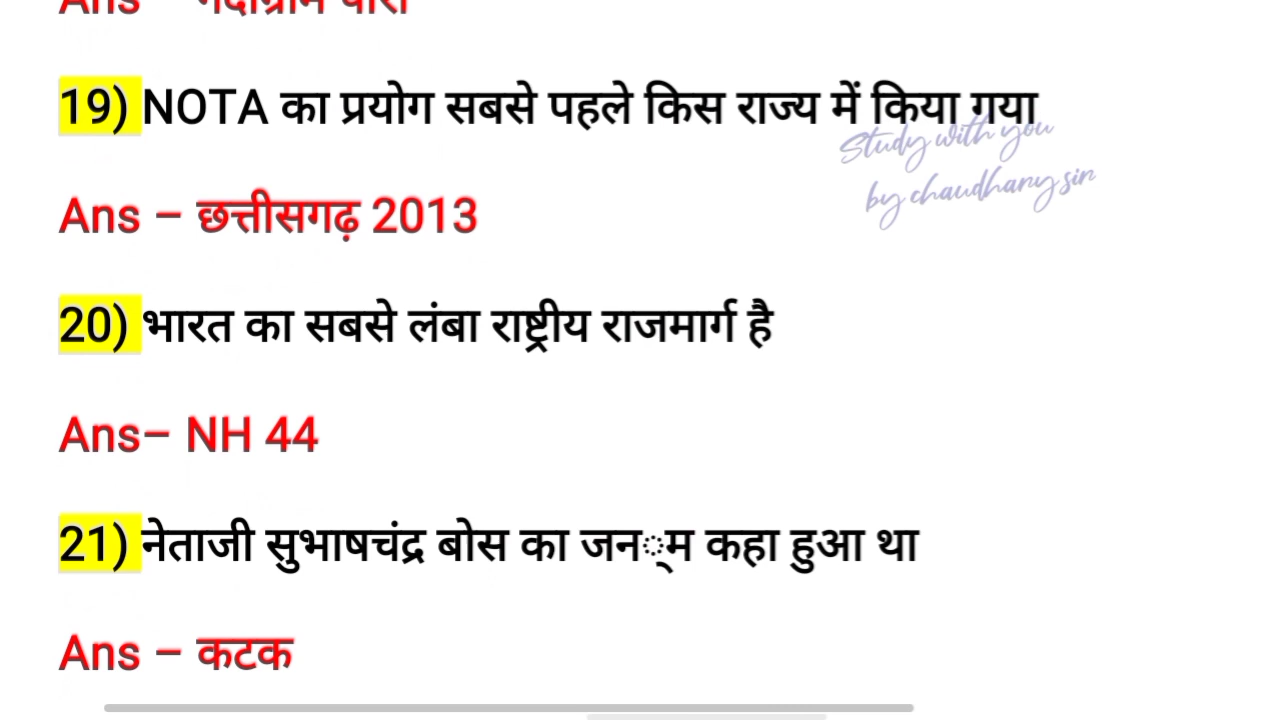 Ans –
19) NOTA का प्रयोग सबसे पहले किस राज्य में किया गया
Study with you
by chaudhary sir
Ans – छत्तीसगढ़ 2013
20) भारत का सबसे लंबा राष्ट्रीय राजमार्ग है
Ans– NH 44
21) नेताजी सुभाषचंद्र बोस का जन्‍म कहा हुआ था
Ans – कटक